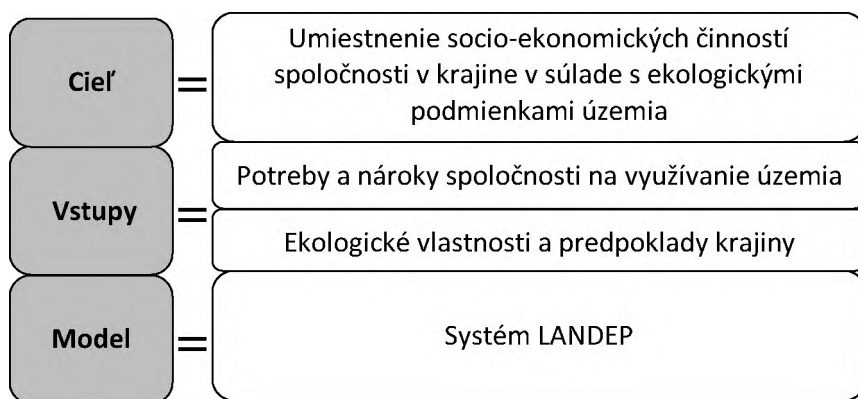 Cieľ
=
Umiestnenie socio-ekonomických činností
spoločnosti v krajine v súlade s ekologickými
podmienkami územia
Vstupy
=
Potreby a nároky spoločnosti na využívanie územia
Ekologické vlastnosti a predpoklady krajiny
Model
=
Systém LANDEP